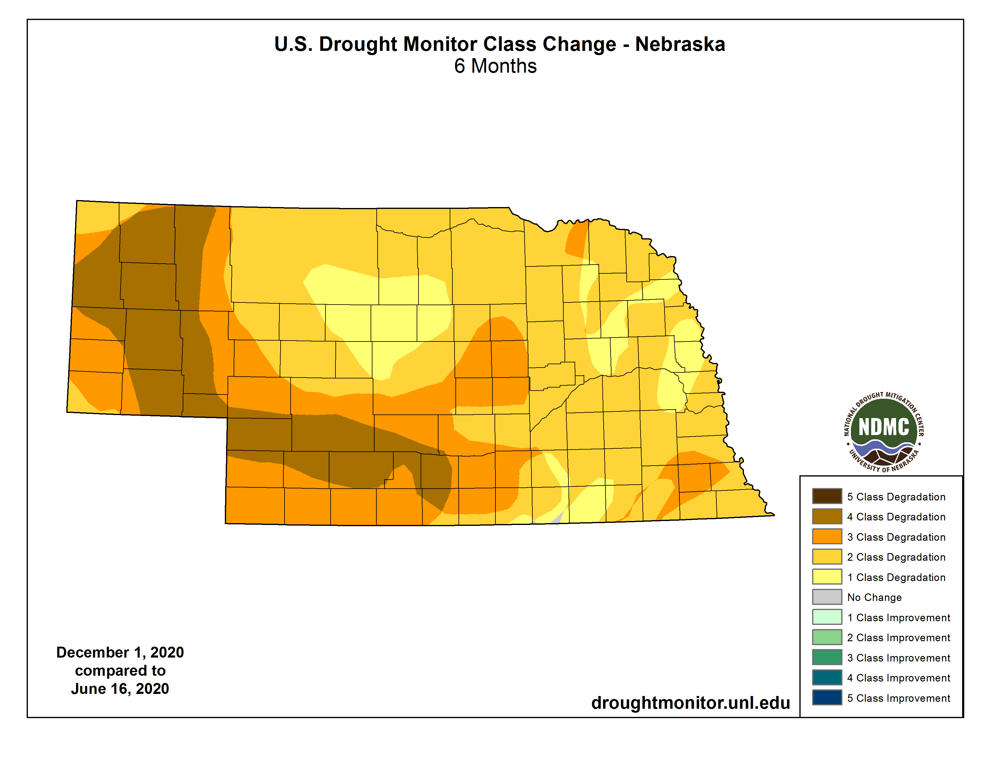 U.S. Drought Monitor Class Change - Nebraska
6 Months
NATIONAL DROUGHT MITIGATION CENTER
NDMC
UNIVERSITY OF NEBRASKA
5 Class Degradation
4 Class Degradation
3 Class Degradation
2 Class Degradation
1 Class Degradation
No Change
1 Class Improvement
2 Class Improvement
3 Class Improvement
4 Class Improvement
5 Class Improvement
December 1, 2020
compared to
June 16, 2020
droughtmonitor.unl.edu